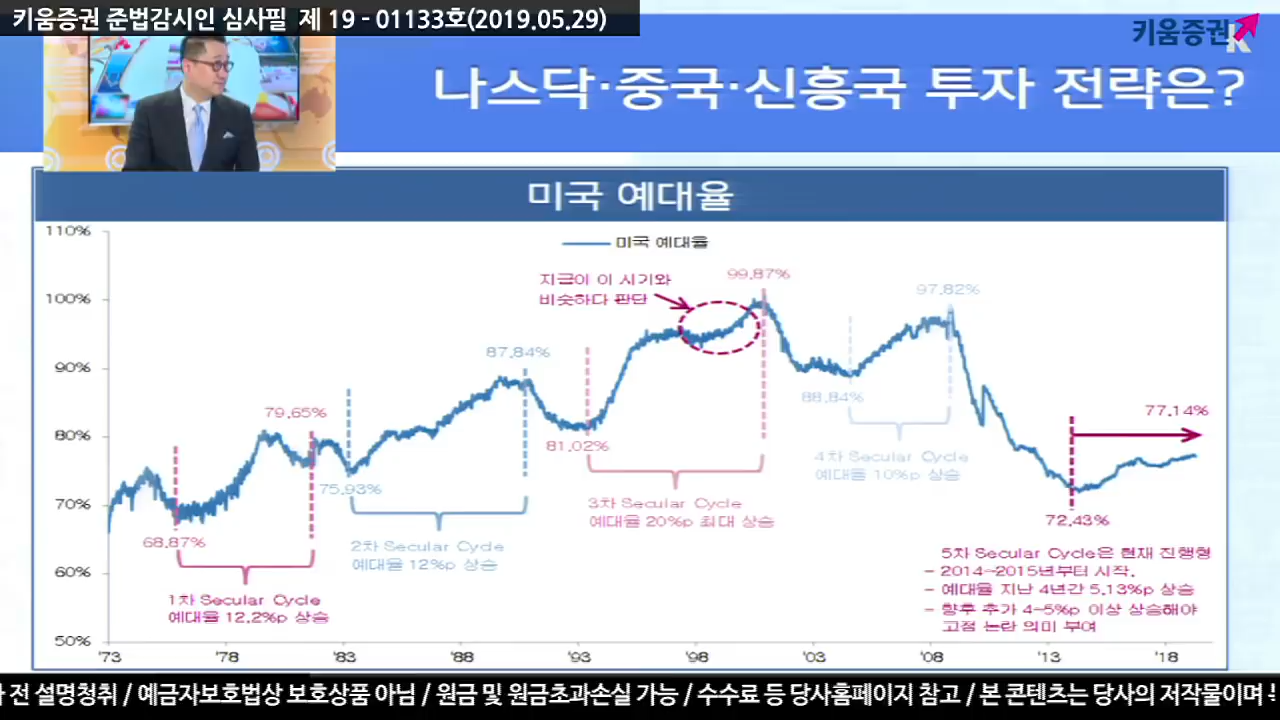 키움증권 준법감시인 심사필 제 19 - 01133호(2019.05.29)
키움증권
나스닥·중국·신흥국 투자 전략은?
미국 예대율
110%
100%
90%
80%
70%
60%
50%
미국 예대율
지금이 이 시기와
비슷하다 판단
99,87%
97,82%
87,84%
79,65%
81,02%
88,84%
77,14%
75,93%
68,87%
72,43%
1차 Secular Cycle
예대율 12,2%p 상승
2차 Secular Cycle
예대율 12%p 상승
3차 Secular Cycle
예대율 20%p 최대 상승
4차 Secular Cycle
예대율 10%p 상승
5차 Secular Cycle은 현재 진행형
- 2014~2015년부터 시작.
- 예대율 지난 4년간 5,13%p 상승
- 향후 추가 4~5%p 이상 상승해야
고점 논란 의미 부여
'73 '78 '83 '88 '93 '98 '03 '08 '13 '18
전 설명청취 / 예금자보호법상 보호상품 아님 / 원금 및 원금초과손실 가능 / 수수료 등 당사홈페이지 참고 / 본 콘텐츠는 당사의 저작물이며